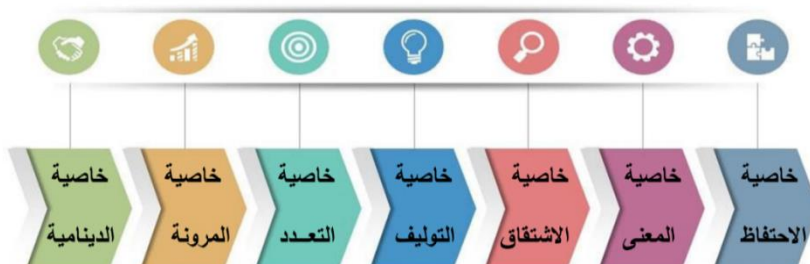 خاصية
الاحتفاظ
خاصية
المعنى
خاصية
الاشتقاق
خاصية
التوليف
خاصية
التعـدد
خاصية
المرونة
خاصية
الدينامية